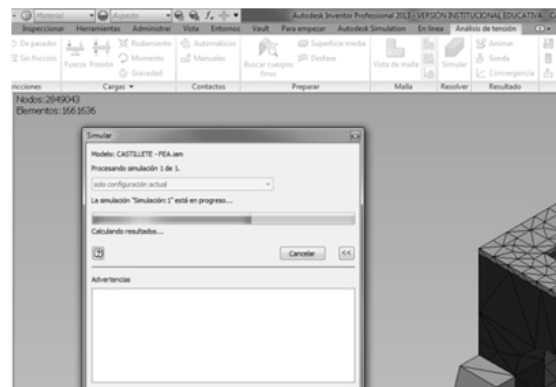 Material
Aspecto
Autodesk Inventor Professional 2013 - VERSIÓN INSTITUCIONAL EDUCATIVA -
Inspeccionar Herramientas Administrar Vista Entornos Vault Para empezar Autodesk Simulation En línea Análisis de tensión
De pasador Rodamiento Automáticos Superficie media Animar
Sin fricción Fuerza Presión Momento Manuales Buscar cuerpos finos Desfase Vista de malla Simular Sonda
Gravedad Convergencia
ricciones Cargas Contactos Preparar Malla Resolver Resultado
Nodos:2849043
Elementos:1661636
Simular
Modelo: CASTILLETE - FEA.iam
Procesando simulación 1 de 1.
solo configuración actual
La simulación "Simulación:1" está en progreso...
Calculando resultados...
Cancelar <<
Advertencias